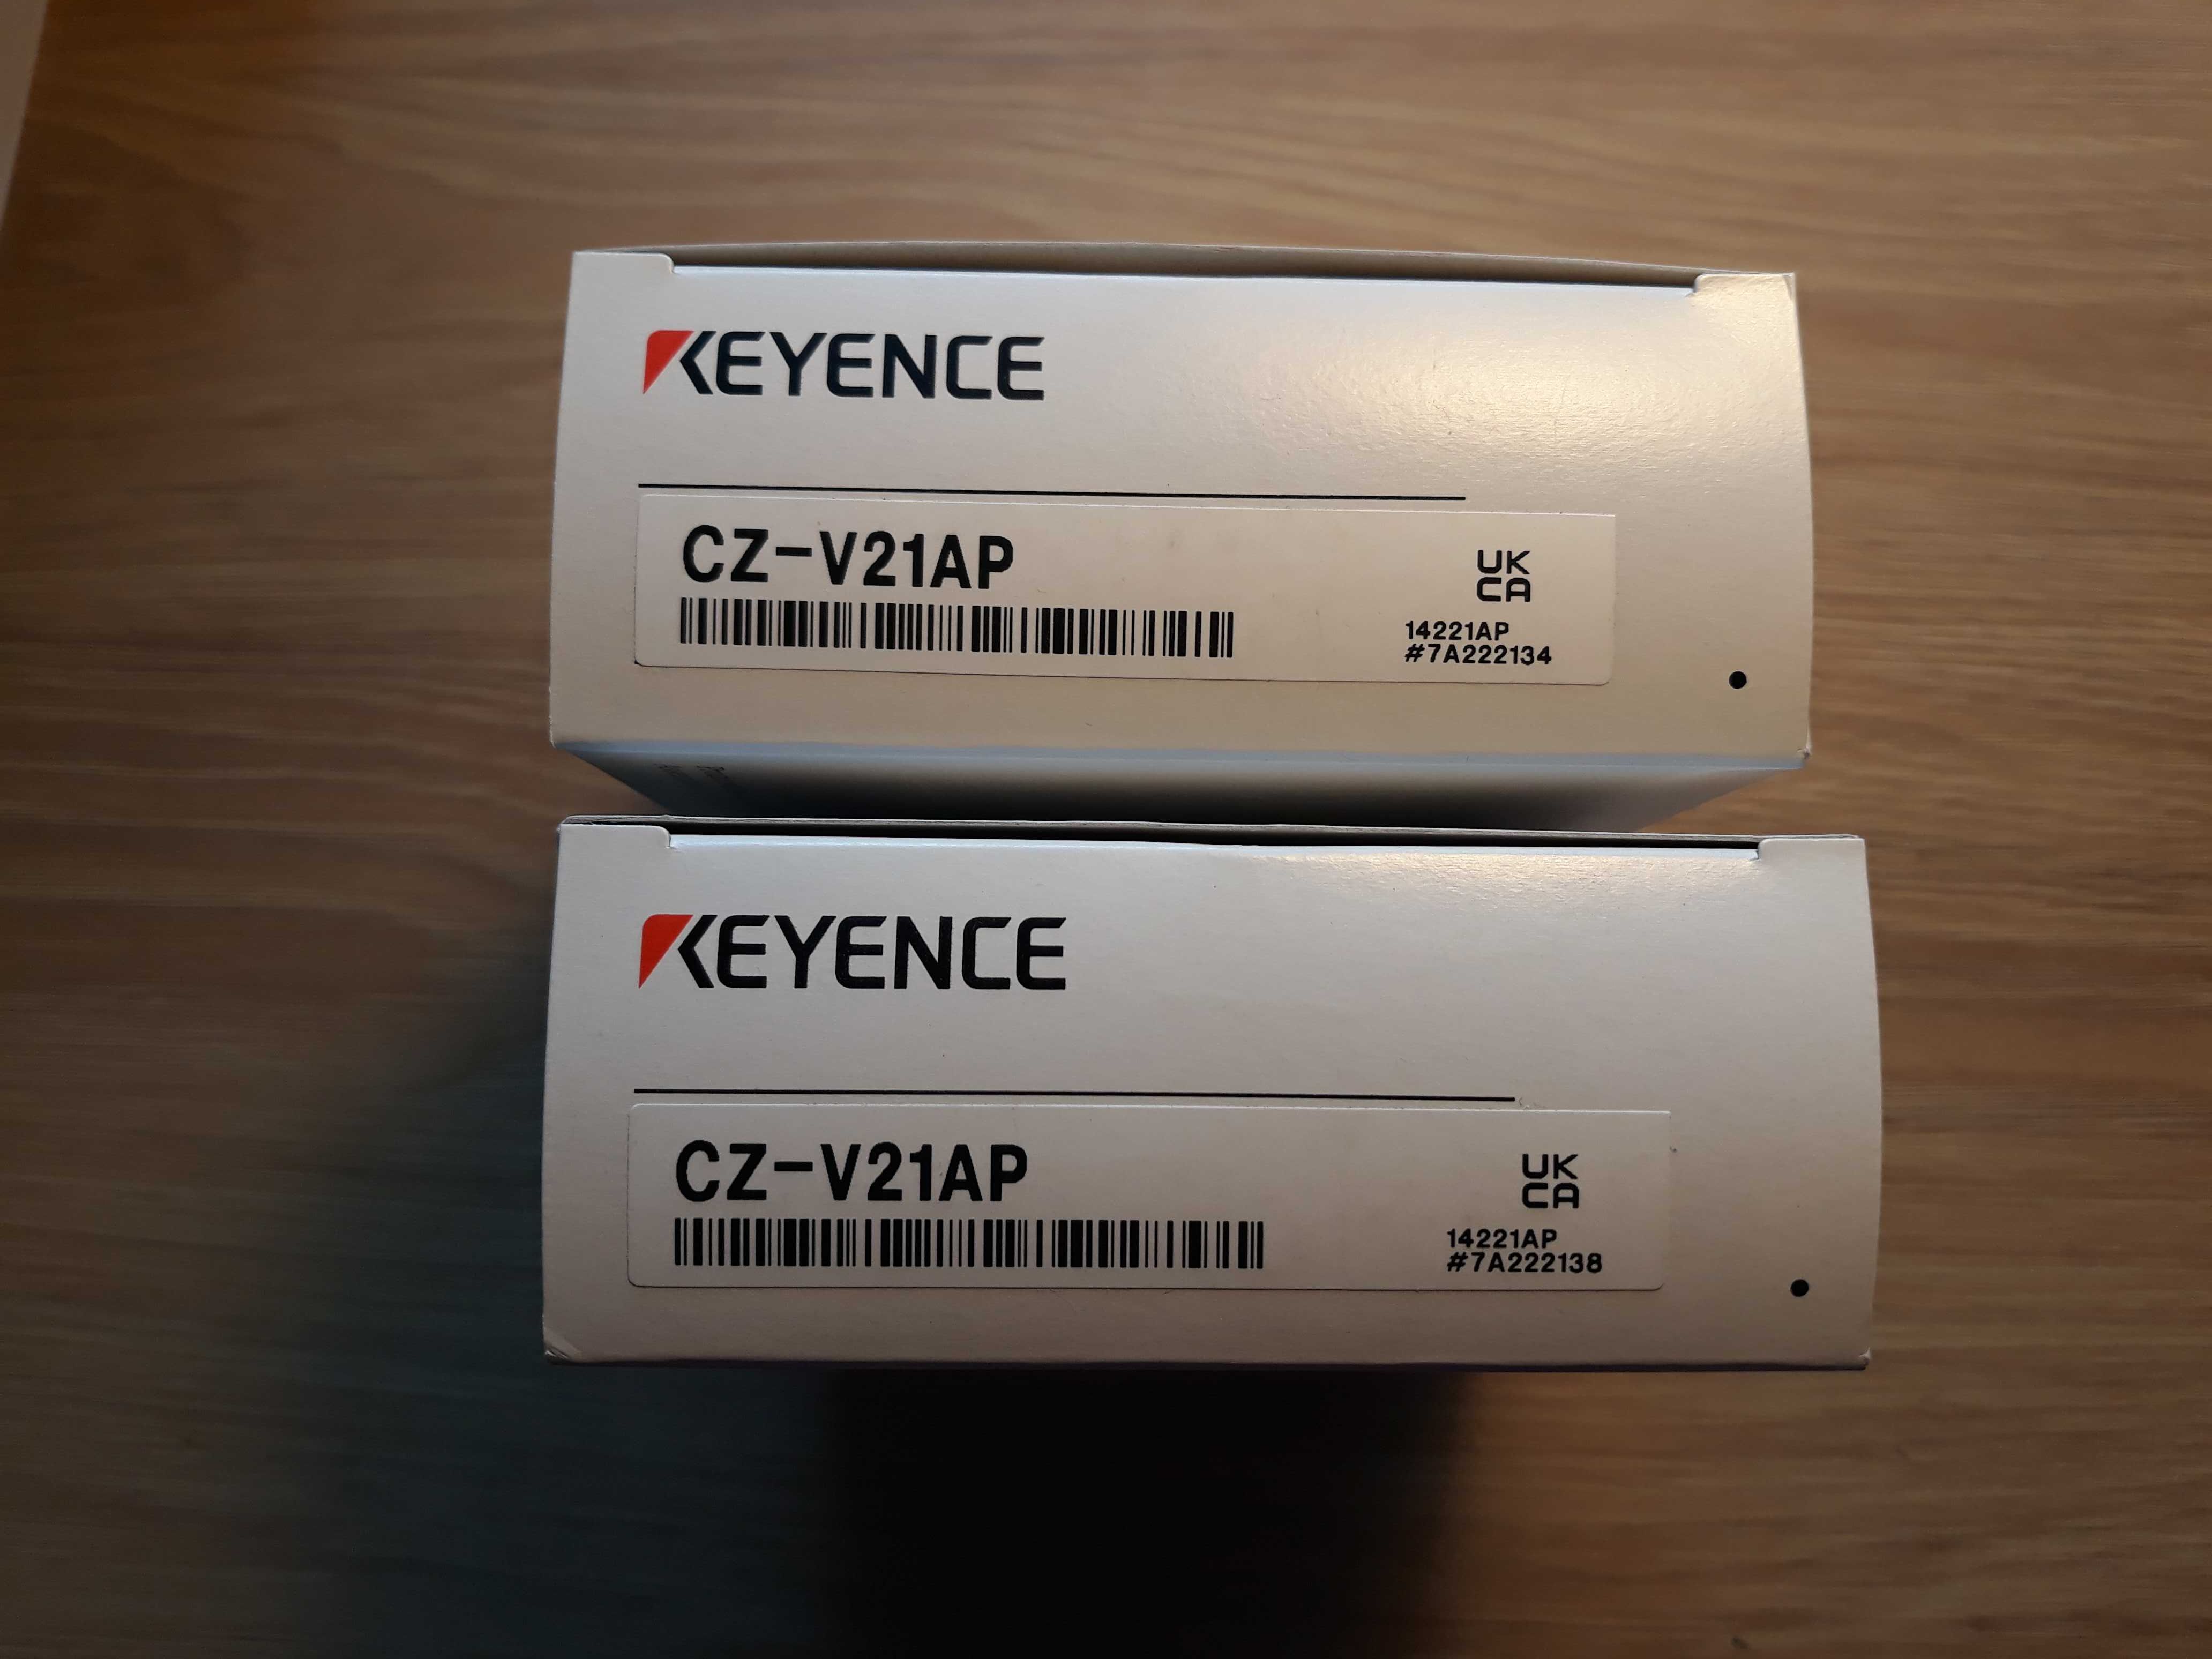 KEYENCE
CZ-V21AP
UK
CA
14221AP
#7A222134
KEYENCE
CZ-V21AP
UK
CA
14221AP
#7A222138